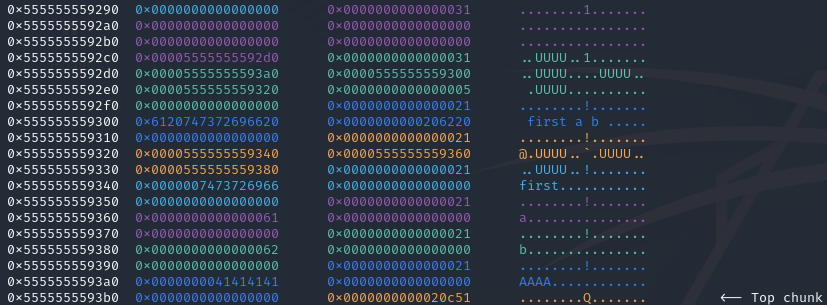 0x555555559290 0x0000000000000000 0x0000000000000031 ........1.......
0x5555555592a0 0x0000000000000000 0x0000000000000000 ................
0x5555555592b0 0x0000000000000000 0x0000000000000000 ................
0x5555555592c0 0x00005555555592d0 0x0000000000000031 ..UUUU..1.......
0x5555555592d0 0x00005555555593a0 0x0000555555559300 ..UUUU....UUUU..
0x5555555592e0 0x0000555555559320 0x0000000000000005  .UUUU..........
0x5555555592f0 0x0000000000000000 0x0000000000000021 ........!.......
0x555555559300 0x6120747372696620 0x0000000000206220  first a b .....
0x555555559310 0x0000000000000000 0x0000000000000021 ........!.......
0x555555559320 0x0000555555559340 0x0000555555559360 @.UUUU..`.UUUU..
0x555555559330 0x0000555555559380 0x0000000000000021 ..UUUU..!.......
0x555555559340 0x0000007473726966 0x0000000000000000 first...........
0x555555559350 0x0000000000000000 0x0000000000000021 ........!.......
0x555555559360 0x0000000000000061 0x0000000000000000 a...............
0x555555559370 0x0000000000000000 0x0000000000000021 ........!.......
0x555555559380 0x0000000000000062 0x0000000000000000 b...............
0x555555559390 0x0000000000000000 0x0000000000000021 ........!.......
0x5555555593a0 0x0000000041414141 0x0000000000000000 AAAA............
0x5555555593b0 0x0000000000000000 0x0000000000020c51 ........Q....... <-- Top chunk